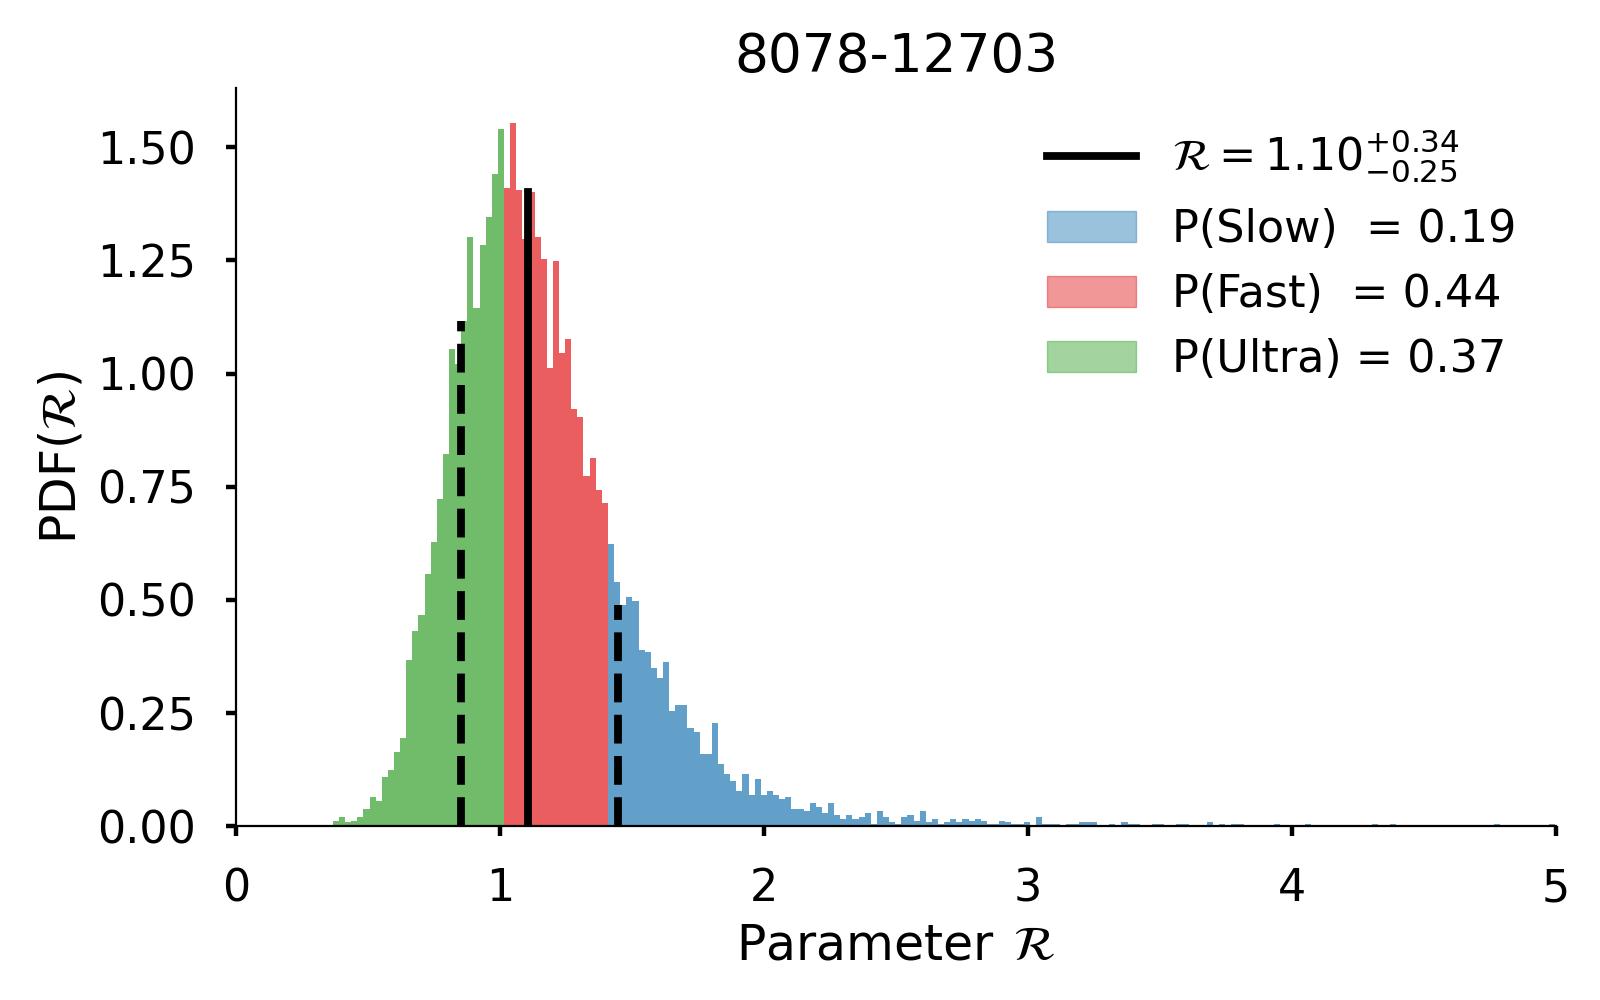 8078-12703
PDF(ℛ)
1.50
1.25
1.00
0.75
0.50
0.25
0.00
ℛ = 1.10 +0.34 −0.25
P(Slow) = 0.19
P(Fast) = 0.44
P(Ultra) = 0.37
0 1 2 3 4 5
Parameter ℛ